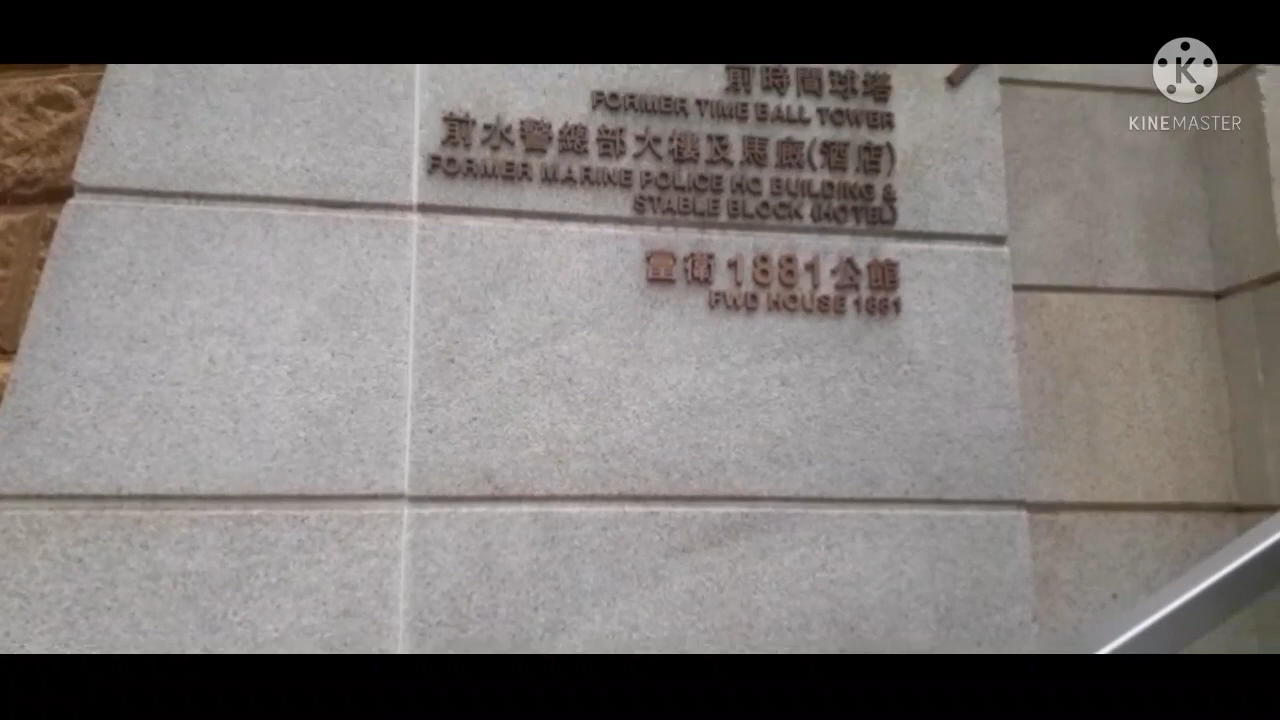 前時間球塔
FORMER TIME BALL TOWER
前水警總部大樓及馬廐(酒店)
FORMER MARINE POLICE HQ BUILDING &
STABLE BLOCK (HOTEL)
富衛1881公館
FWD HOUSE 1881
K
KINEMASTER